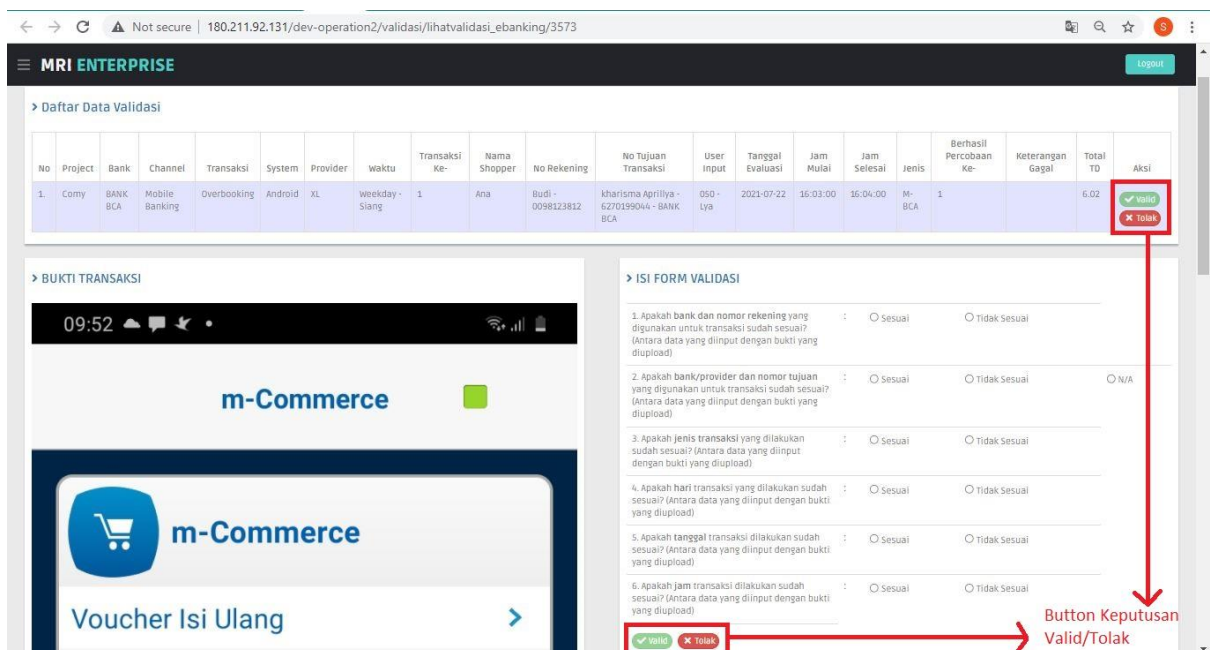 Not secure | 180.211.92.131/dev-operation2/validasi/lihatvalidasi_ebanking/3573
S
MRI ENTERPRISE
Logout
> Daftar Data Validasi
No Project Bank Channel Transaksi System Provider Waktu Transaksi Ke- Nama Shopper No Rekening No Tujuan Transaksi User Input Tanggal Evaluasi Jam Mulai Jam Selesai Jenis Berhasil Percobaan Ke- Keterangan Gagal Total TD Aksi
1. Comy BANK BCA Mobile Banking Overbooking Android XL Weekday - Siang 1 Ana Budi - 0098123812 kharisma Aprillya - 6270199044 - BANK BCA 050 - Lya 2021-07-22 16:03:00 16:04:00 M-BCA 1 6.02 Valid
Tolak
> BUKTI TRANSAKSI
09:52
m-Commerce
m-Commerce
Voucher Isi Ulang >
> ISI FORM VALIDASI
1. Apakah bank dan nomor rekening yang : Sesuai Tidak Sesuai
digunakan untuk transaksi sudah sesuai?
(Antara data yang diinput dengan bukti yang
diupload)
2. Apakah bank/provider dan nomor tujuan : Sesuai Tidak Sesuai N/A
yang digunakan untuk transaksi sudah sesuai?
(Antara data yang diinput dengan bukti yang
diupload)
3. Apakah jenis transaksi yang dilakukan : Sesuai Tidak Sesuai
sudah sesuai? (Antara data yang diinput
dengan bukti yang diupload)
4. Apakah hari transaksi yang dilakukan sudah : Sesuai Tidak Sesuai
sesuai? (Antara data yang diinput dengan bukti
yang diupload)
5. Apakah tanggal transaksi dilakukan sudah : Sesuai Tidak Sesuai
sesuai? (Antara data yang diinput dengan bukti
yang diupload)
6. Apakah jam transaksi dilakukan sudah : Sesuai Tidak Sesuai
sesuai? (Antara data yang diinput dengan bukti
yang diupload)
Valid Tolak
Button Keputusan
Valid/Tolak